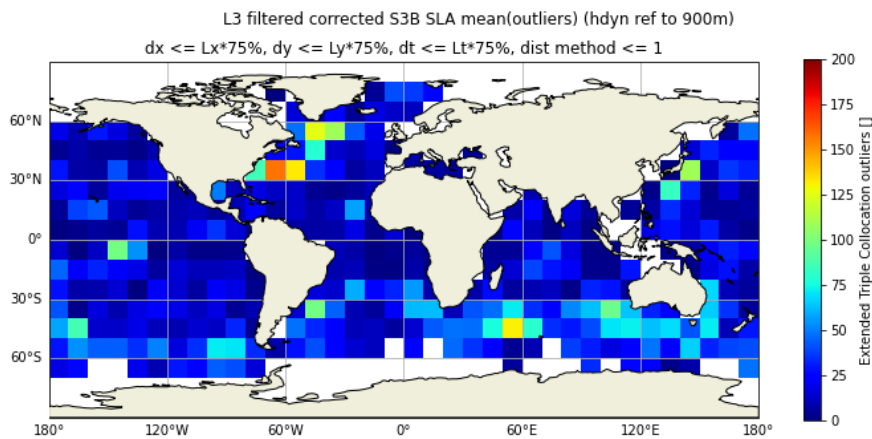 L3 filtered corrected S3B SLA mean(outliers) (hdyn ref to 900m)
dx <= Lx*75%, dy <= Ly*75%, dt <= Lt*75%, dist method <= 1
60°N
30°N
0°
30°S
60°S
180°
120°W
60°W
0°
60°E
120°E
180°
200
175
150
125
100
75
50
25
0
Extended Triple Collocation outliers []